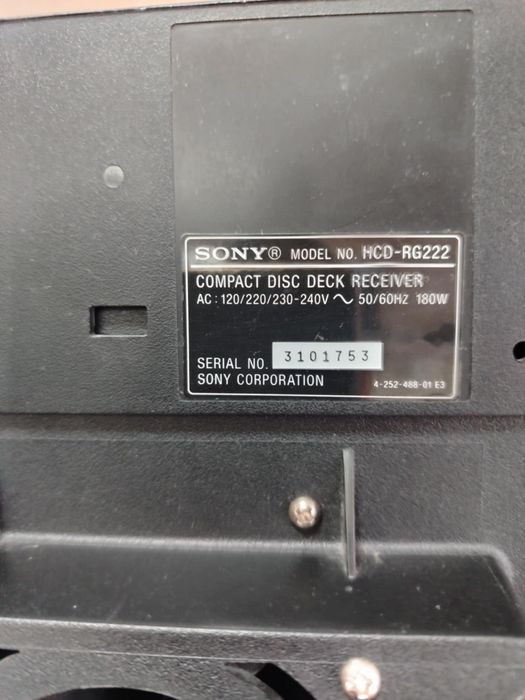 SONY® MODEL NO. HCD-RG222
COMPACT DISC DECK RECEIVER
AC: 120/220/230-240V ~ 50/60Hz 180W
SERIAL NO. 3101753
SONY CORPORATION 4-252-488-01 E3